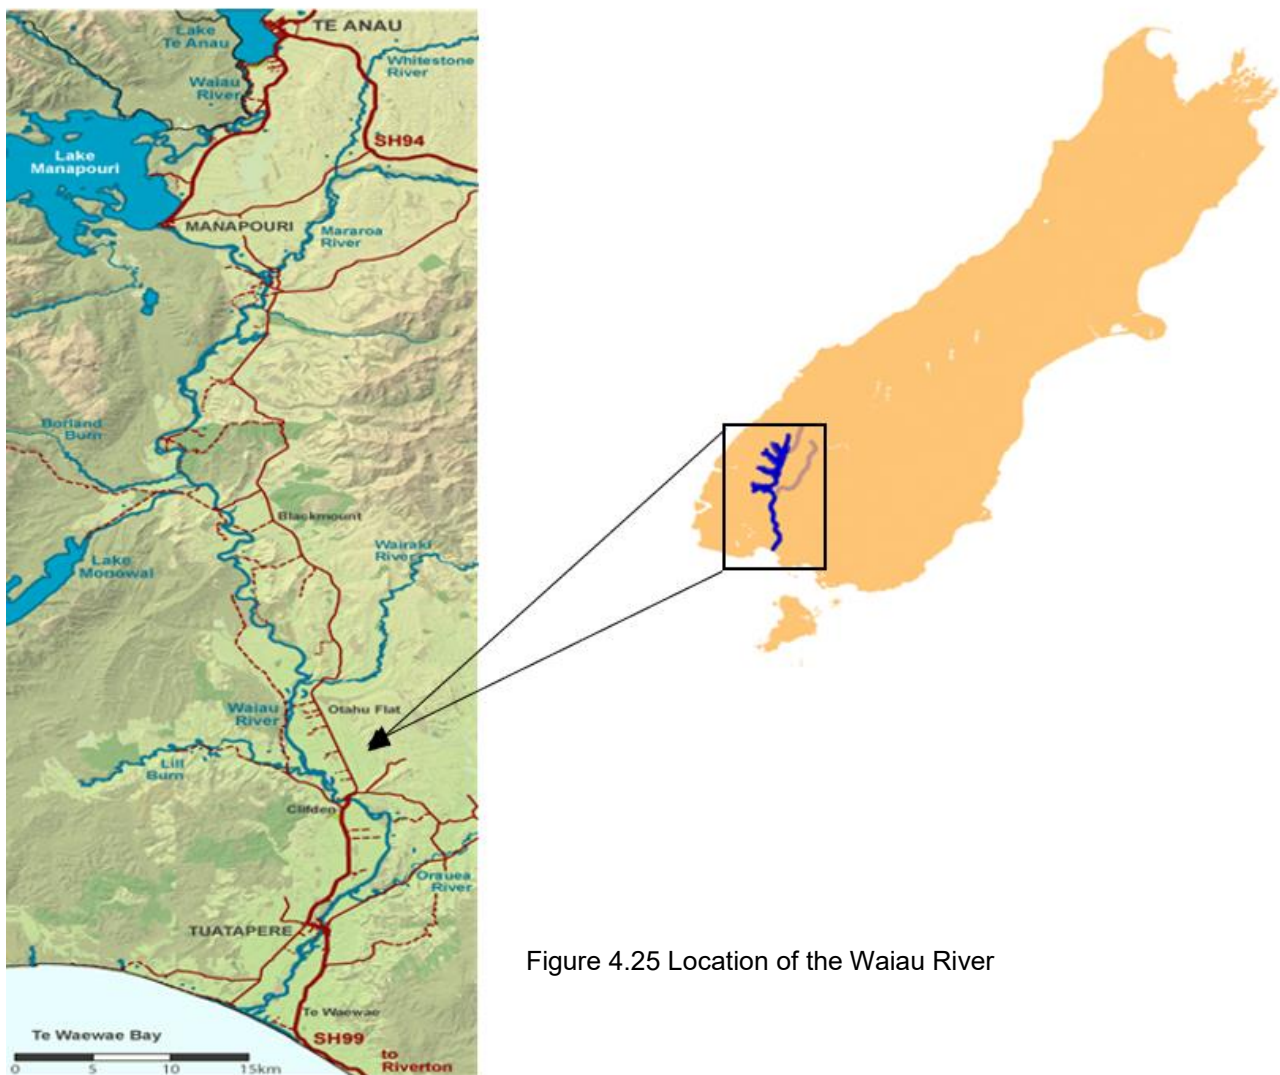 Lake
Te Anau
TE ANAU
Whitestone
River
Waiau
River
SH94
Lake
Manapouri
MANAPOURI
Mararoa
River
Borland
Burn
Blackmount
Wairaki
River
Lake
Monowai
Waiau
River
Otahu Flat
Lill
Burn
Clifden
Orauea
River
TUATAPERE
Te Waewae
Te Waewae Bay
SH99
to
Riverton
0 5 10 15km
Figure 4.25 Location of the Waiau River